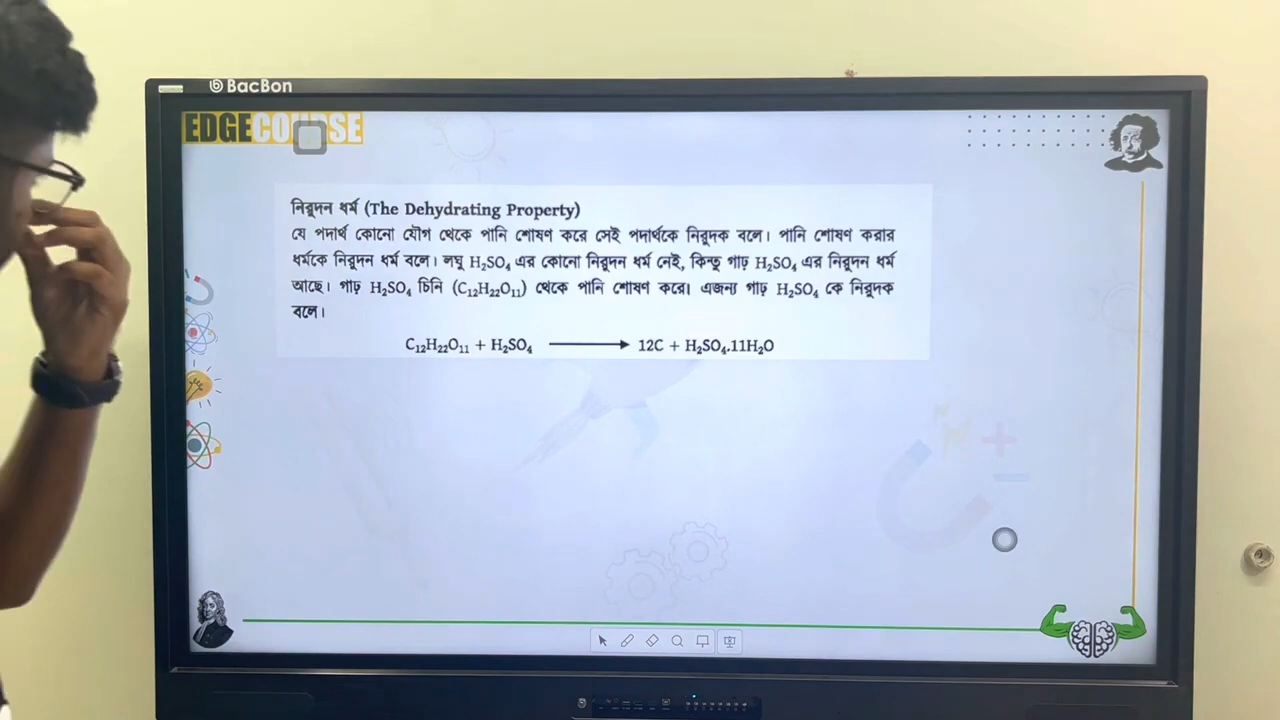 BacBon
EDGECOURSE
নিরুদন ধর্ম (The Dehydrating Property)
যে পদার্থ কোনো যৌগ থেকে পানি শোষণ করে সেই পদার্থকে নিরুদক বলে। পানি শোষণ করার
ধর্মকে নিরুদন ধর্ম বলে। লঘু H₂SO₄ এর কোনো নিরুদন ধর্ম নেই, কিন্তু গাঢ় H₂SO₄ এর নিরুদন ধর্ম
আছে। গাঢ় H₂SO₄ চিনি (C₁₂H₂₂O₁₁) থেকে পানি শোষণ করে। এজন্য গাঢ় H₂SO₄ কে নিরুদক
বলে।
C₁₂H₂₂O₁₁ + H₂SO₄ ⟶ 12C + H₂SO₄.11H₂O